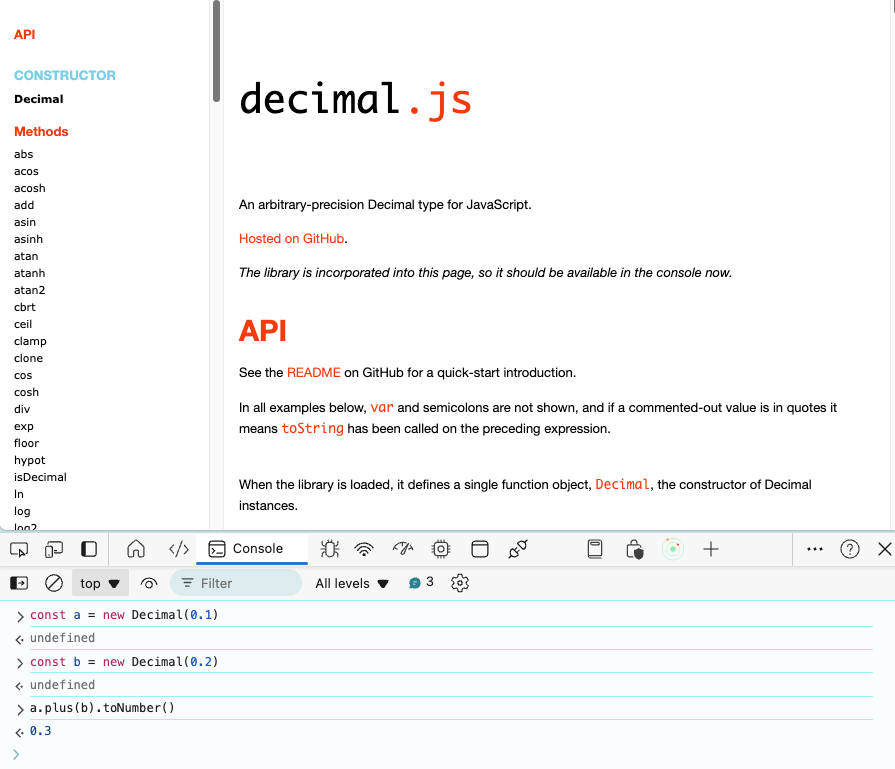 API
CONSTRUCTOR
Decimal
Methods
abs
acos
acosh
add
asin
asinh
atan
atanh
atan2
cbrt
ceil
clamp
clone
cos
cosh
div
exp
floor
hypot
isDecimal
ln
log
log2
decimal.js
An arbitrary-precision Decimal type for JavaScript.
Hosted on GitHub.
The library is incorporated into this page, so it should be available in the console now.
API
See the README on GitHub for a quick-start introduction.
In all examples below, var and semicolons are not shown, and if a commented-out value is in quotes it
means toString has been called on the preceding expression.
When the library is loaded, it defines a single function object, Decimal, the constructor of Decimal
instances.
Console
top Filter All levels 3
const a = new Decimal(0.1)
undefined
const b = new Decimal(0.2)
undefined
a.plus(b).toNumber()
0.3